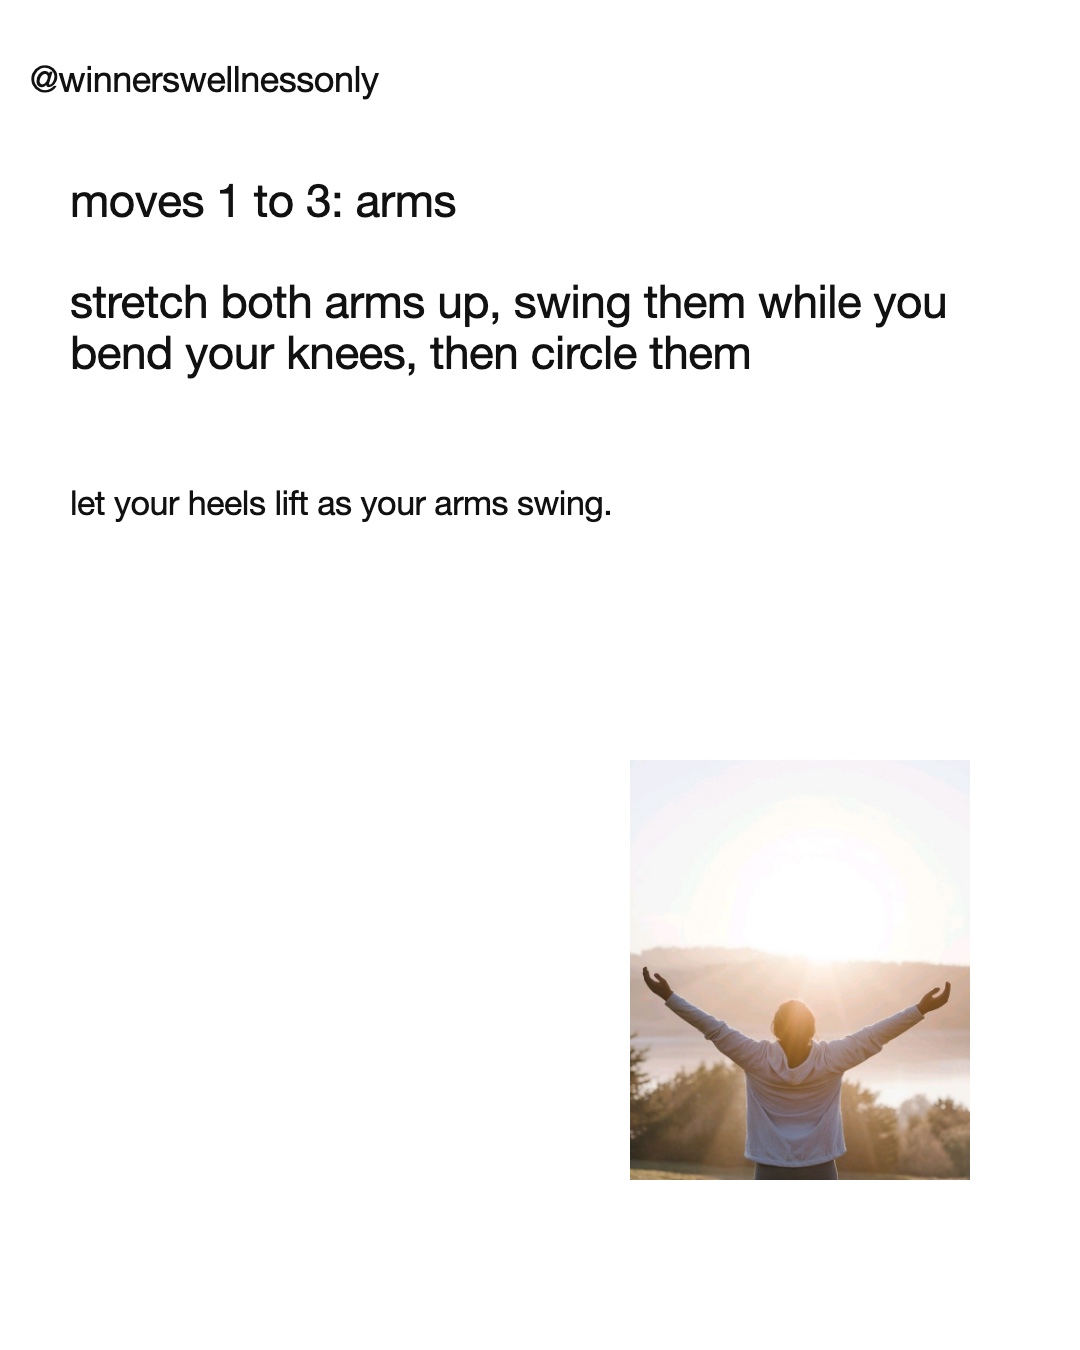 @winnerswellnessonly
moves 1 to 3: arms
stretch both arms up, swing them while you
bend your knees, then circle them
let your heels lift as your arms swing.